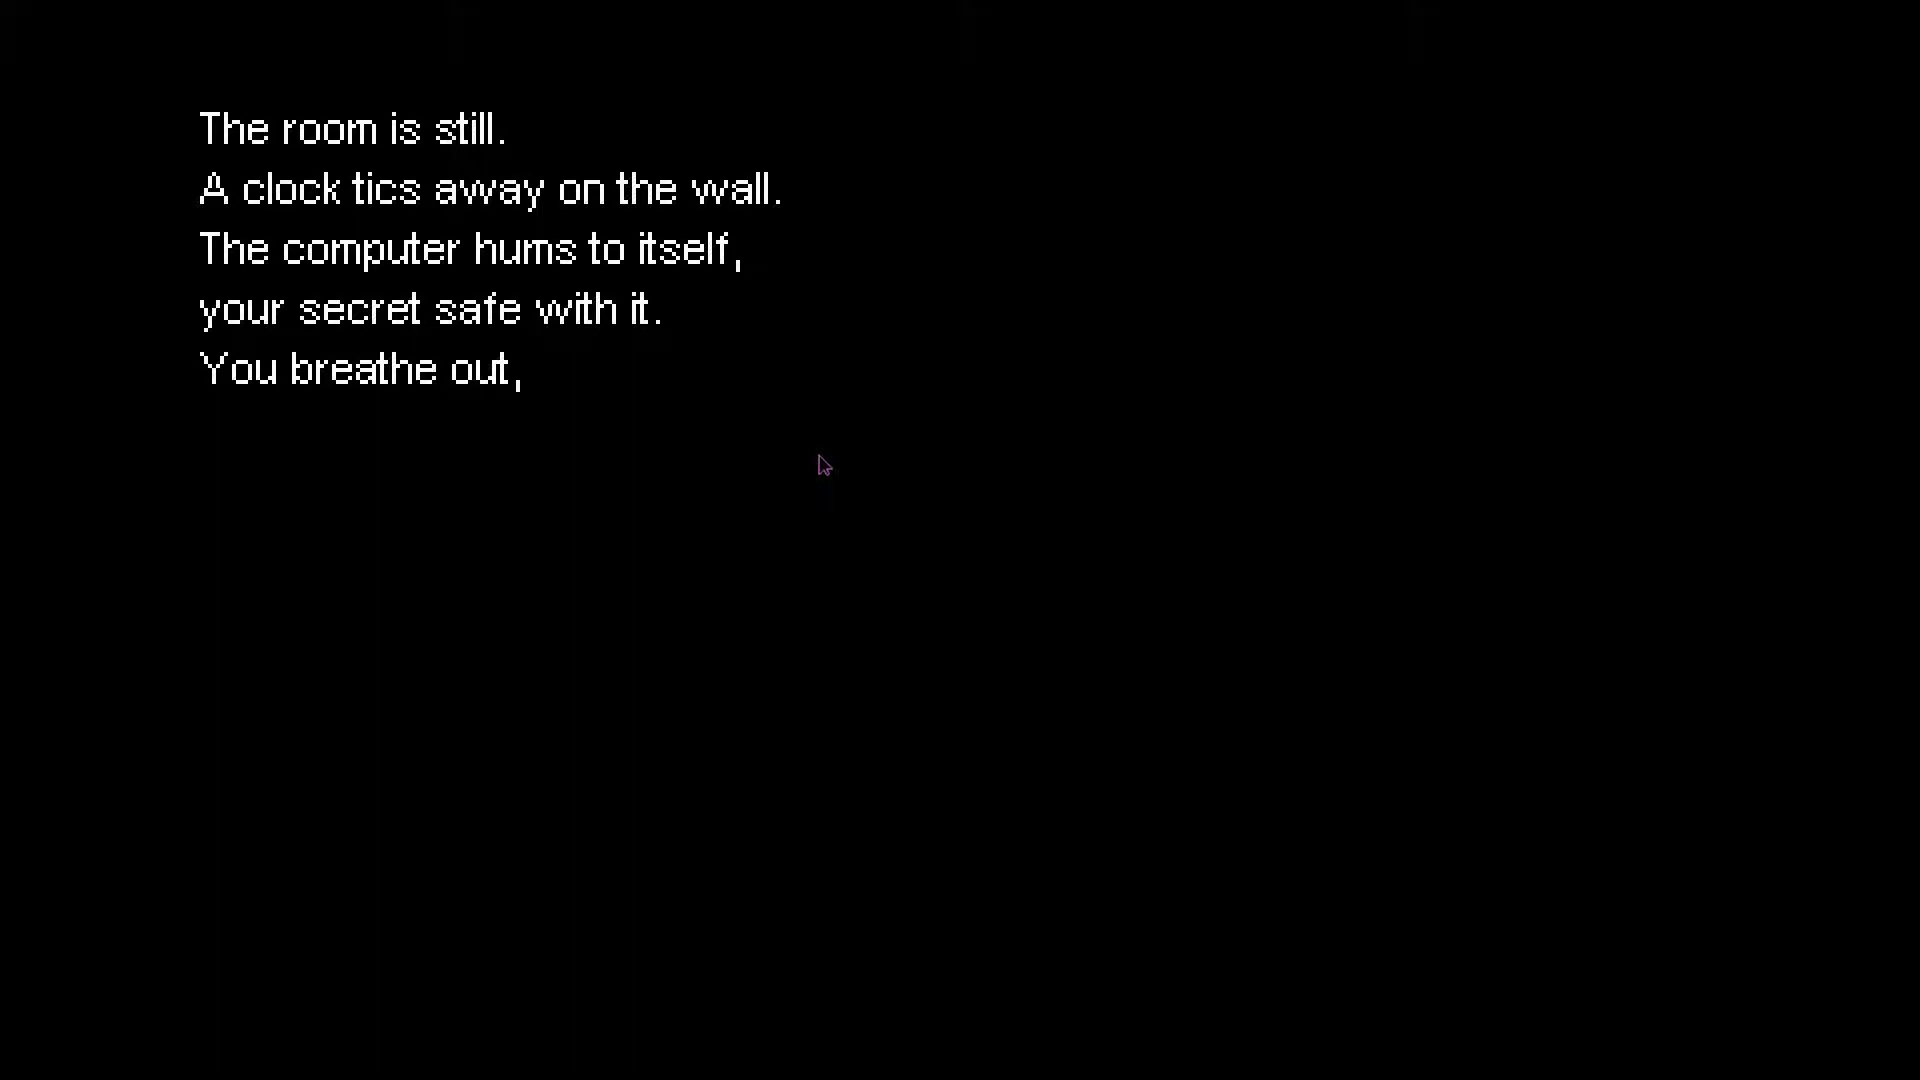 The room is still.
A clock tics away on the wall.
The computer hums to itself,
your secret safe with it.
You breathe out,